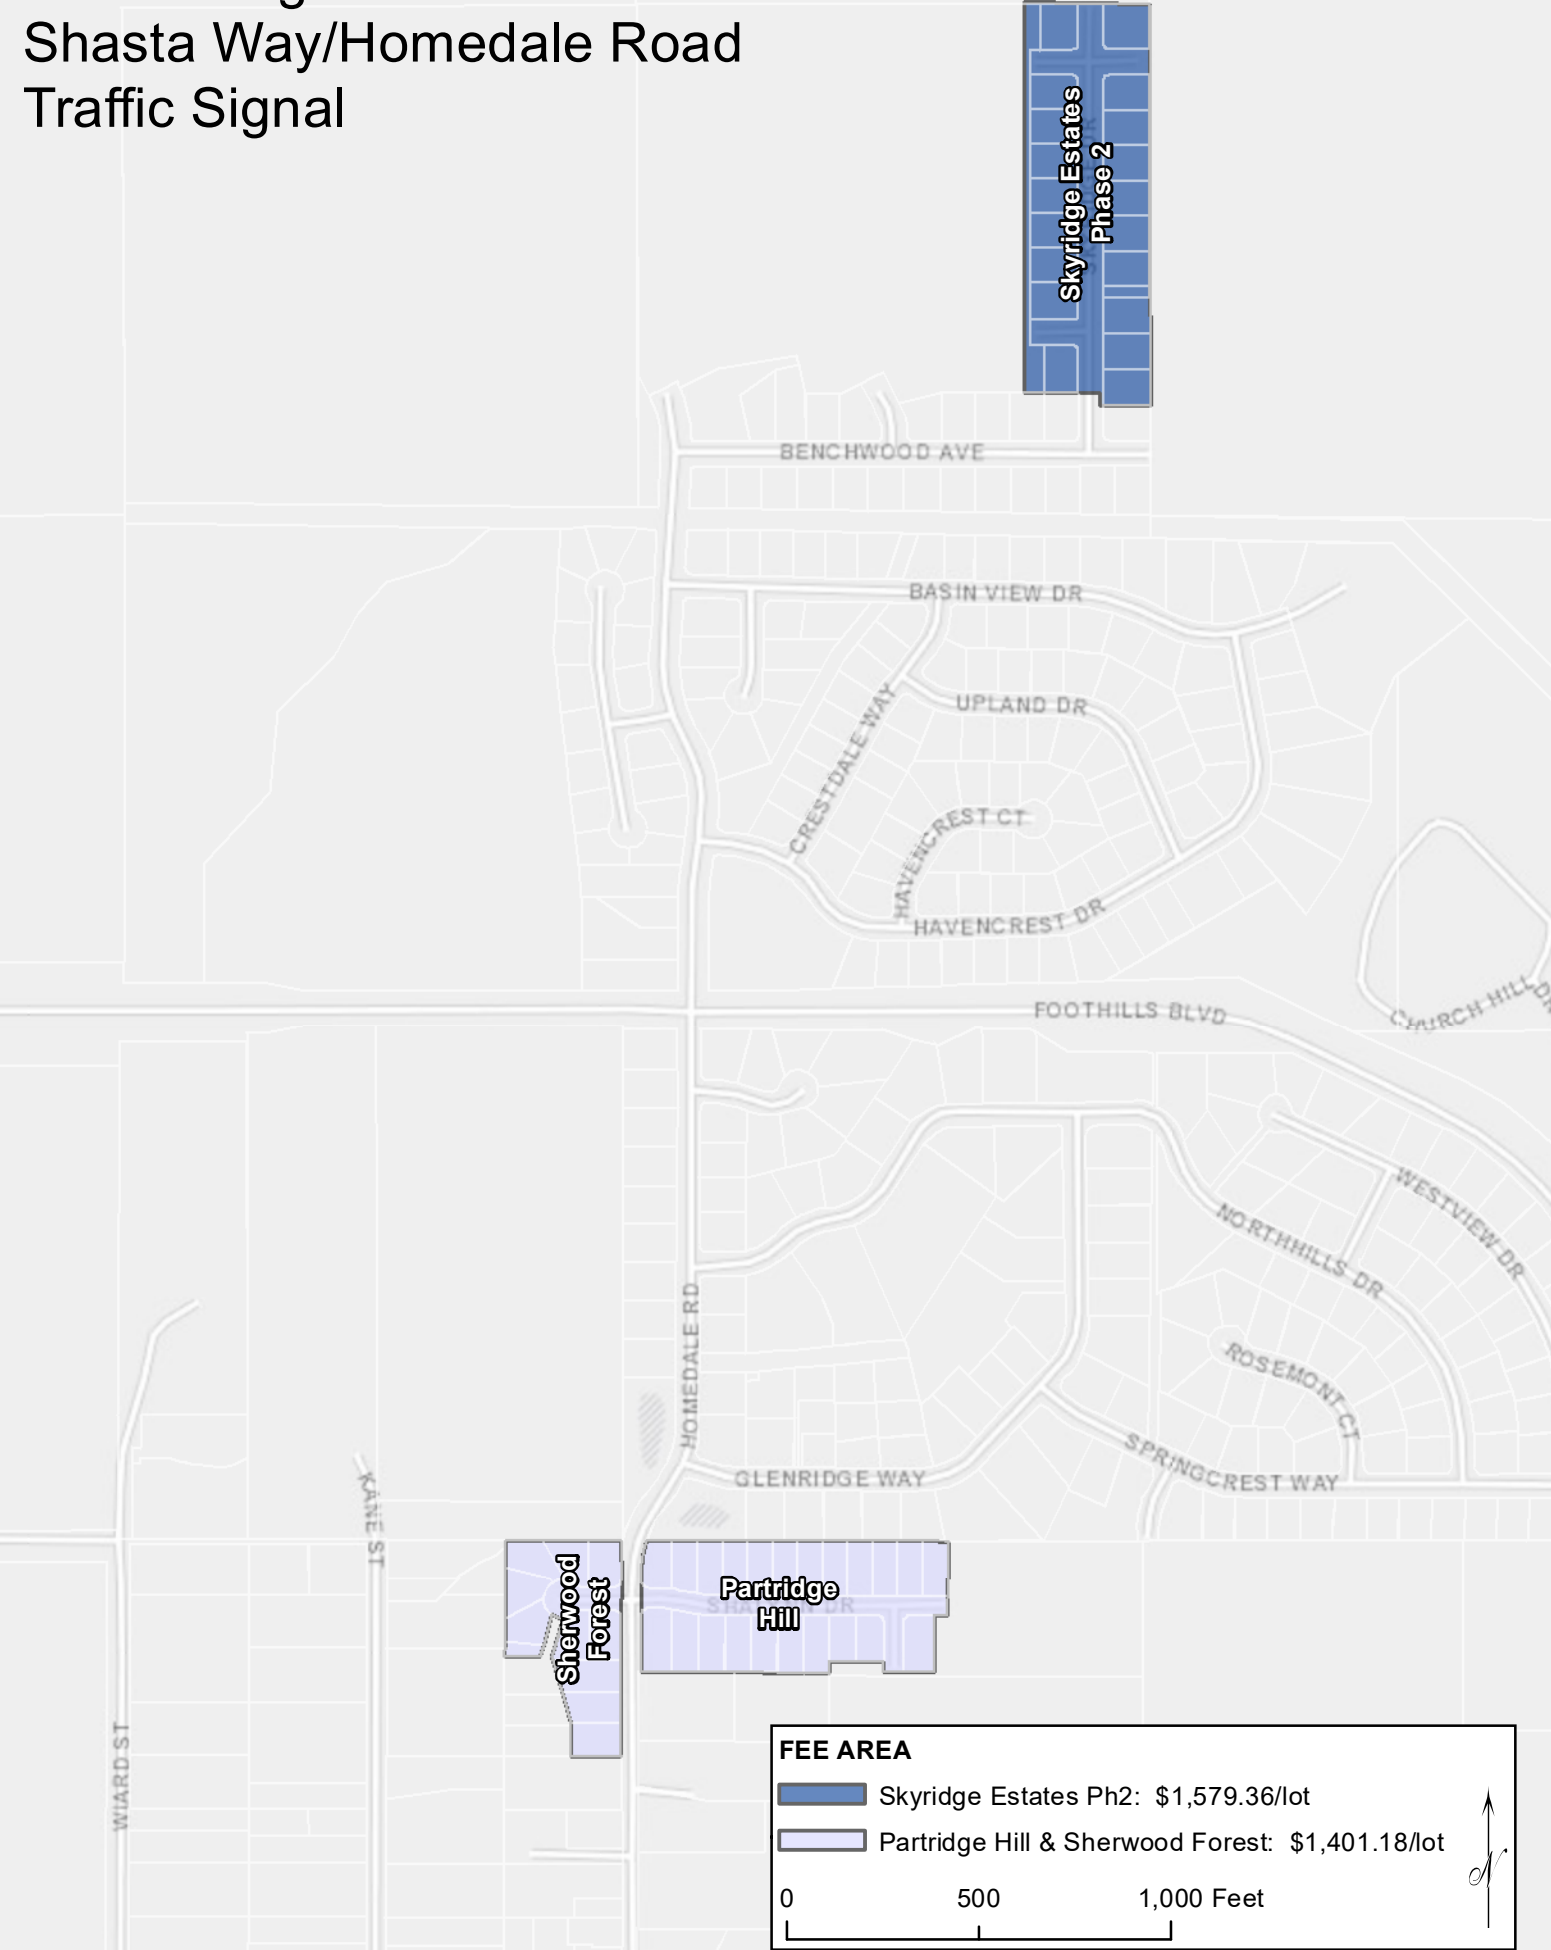 Shasta Way/Homedale Road
Traffic Signal
Skyridge Estates
Phase 2
BENCHWOOD AVE
BASIN VIEW DR
CRESTDALE WAY
UPLAND DR
HAVENCREST CT
HAVENCREST DR
FOOTHILLS BLVD
CHURCH HILL DR
WESTVIEW DR
NORTHHILLS DR
HOMEDALE RD
ROSEMONT CT
SPRINGCREST WAY
GLENRIDGE WAY
KANE ST
Sherwood
Forest
Partridge
Hill
WIARD ST
FEE AREA
Skyridge Estates Ph2: $1,579.36/lot
Partridge Hill & Sherwood Forest: $1,401.18/lot
N
0 500 1,000 Feet